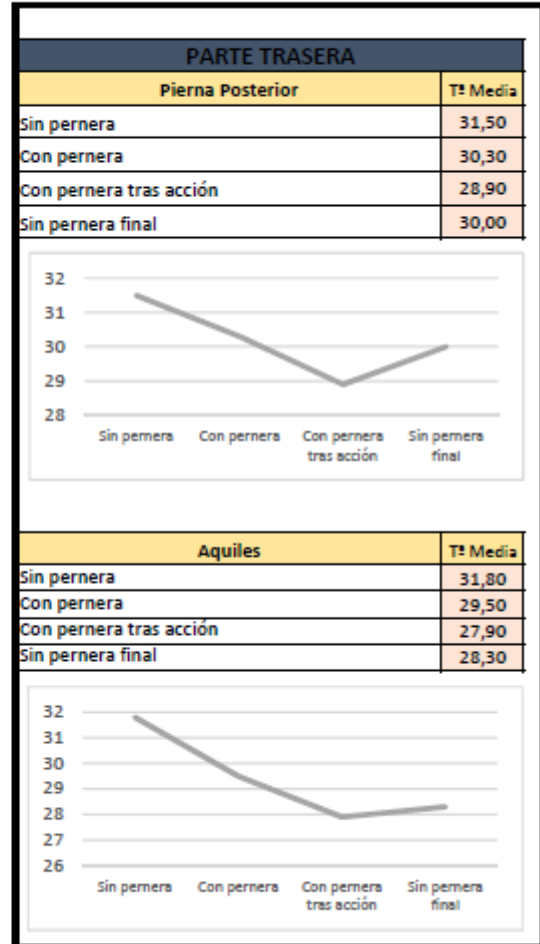 PARTE TRASERA
Pierna Posterior Tª Media
Sin pernera 31,50
Con pernera 30,30
Con pernera tras acción 28,90
Sin pernera final 30,00
32
31
30
29
28
Sin pernera Con pernera Con pernera Sin pernera
tras acción final
Aquiles Tª Media
Sin pernera 31,80
Con pernera 29,50
Con pernera tras acción 27,90
Sin pernera final 28,30
32
31
30
29
28
27
26
Sin pernera Con pernera Con pernera Sin pernera
tras acción final